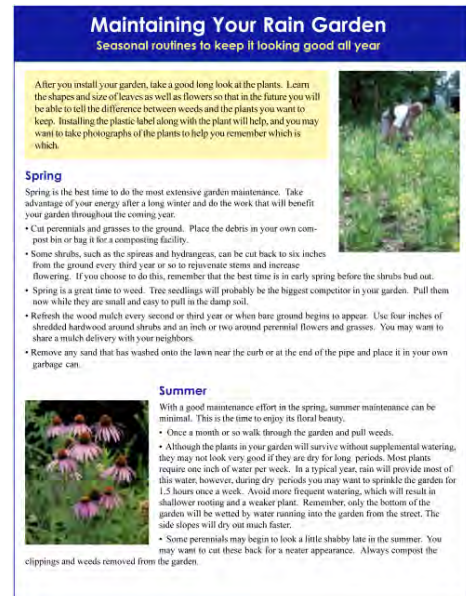 Maintaining Your Rain Garden
Seasonal routines to keep it looking good all year
After you install your garden, take a good long look at the plants.  Learn
the shapes and size of leaves as well as flowers so that in the future you will
be able to tell the difference between weeds and the plants you want to
keep.  Installing the plastic label along with the plant will help, and you may
want to take photographs of the plants to help you remember which is
which.
Spring
Spring is the best time to do the most extensive garden maintenance.  Take
advantage of your energy after a long winter and do the work that will benefit
your garden throughout the coming year.
• Cut perennials and grasses to the ground.  Place the debris in your own com-
post bin or bag it for a composting facility.
• Some shrubs, such as the spireas and hydrangeas, can be cut back to six inches
from the ground every third year or so to rejuvenate stems and increase
flowering.  If you choose to do this, remember that the best time is in early spring before the shrubs bud out.
• Spring is a great time to weed.  Tree seedlings will probably be the biggest competitor in your garden.  Pull them
now while they are small and easy to pull in the damp soil.
• Refresh the wood mulch every second or third year or when bare ground begins to appear.  Use four inches of
shredded hardwood around shrubs and an inch or two around perennial flowers and grasses.  You may want to
share a mulch delivery with your neighbors.
• Remove any sand that has washed onto the lawn near the curb or at the end of the pipe and place it in your own
garbage can.
Summer
With a good maintenance effort in the spring, summer maintenance can be
minimal.  This is the time to enjoy its floral beauty.
• Once a month or so walk through the garden and pull weeds.
• Although the plants in your garden will survive without supplemental watering,
they may not look very good if they are dry for long  periods. Most plants
require one inch of water per week.  In a typical year, rain will provide most of
this water, however, during dry  periods you may want to sprinkle the garden for
1.5 hours once a week.  Avoid more frequent watering, which will result in
shallower rooting and a weaker plant.  Remember, only the bottom of the
garden will be wetted by water running into the garden from the street. The
side slopes will dry out much faster.
• Some perennials may begin to look a little shabby late in the summer.  You
may want to cut these back for a neater appearance.  Always compost the
clippings and weeds removed from the garden.